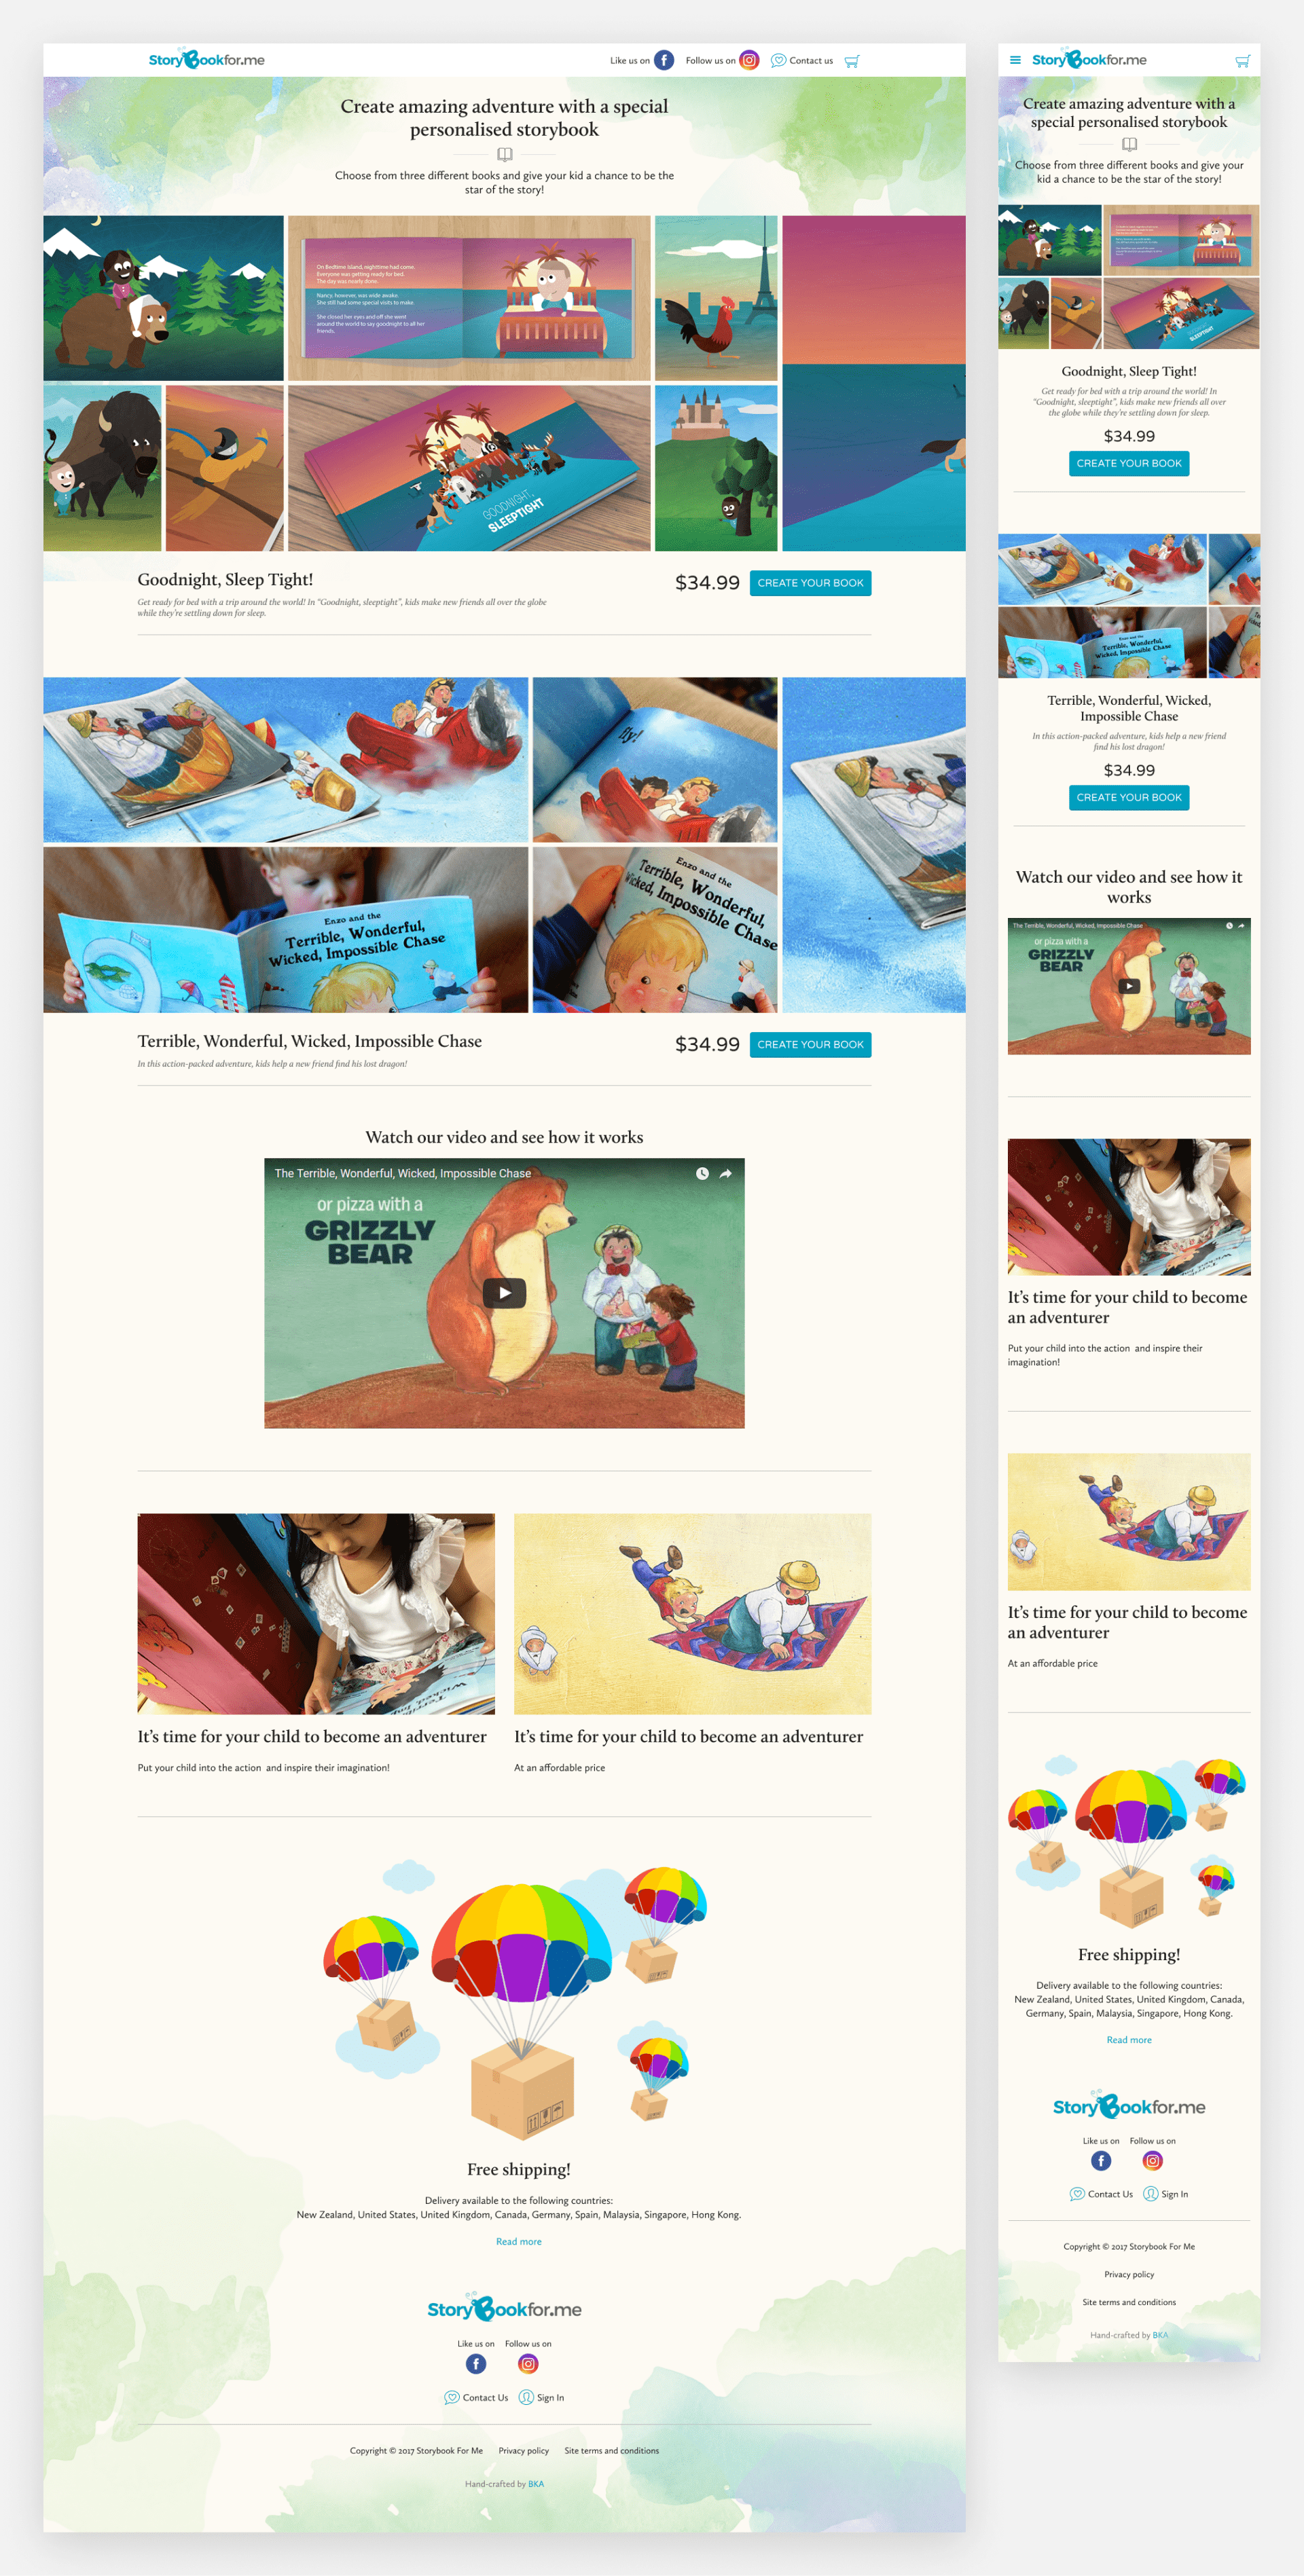 StoryBookfor.me
Like us on
Follow us on
Contact us
Create amazing adventure with a special
personalised storybook
Choose from three different books and give your kid a chance to be the
star of the story!
On Bedtime Island, nighttime had come.
Everyone was getting ready for bed.
The day was nearly done.
Nancy, however, was wide awake.
She still had some special visits to make.
She closed her eyes and off she went
around the world to say goodnight to all her
friends.
GOODNIGHT,
SLEEPTIGHT
Goodnight, Sleep Tight!
Get ready for bed with a trip around the world! In “Goodnight, sleeptight”, kids make new friends all over the globe
while they’re settling down for sleep.
$34.99
CREATE YOUR BOOK
fly!
Enzo and the
Terrible, Wonderful,
Wicked, Impossible Chase
Enzo and the
Terrible, Wonderful,
Wicked, Impossible Chase
Terrible, Wonderful, Wicked, Impossible Chase
In this action-packed adventure, kids help a new friend find his lost dragon!
$34.99
CREATE YOUR BOOK
Watch our video and see how it works
The Terrible, Wonderful, Wicked, Impossible Chase
or pizza with a
GRIZZLY
BEAR
It’s time for your child to become an adventurer
Put your child into the action  and inspire their imagination!
It’s time for your child to become an adventurer
At an affordable price
Free shipping!
Delivery available to the following countries:
New Zealand, United States, United Kingdom, Canada, Germany, Spain, Malaysia, Singapore, Hong Kong.
Read more
StoryBookfor.me
Like us on
Follow us on
Contact Us
Sign In
Copyright © 2017 Storybook For Me
Privacy policy
Site terms and conditions
Hand-crafted by BKA
StoryBookfor.me
Create amazing adventure with a
special personalised storybook
Choose from three different books and give your
kid a chance to be the star of the story!
SLEEPTIGHT
Goodnight, Sleep Tight!
Get ready for bed with a trip around the world! In
“Goodnight, sleeptight”, kids make new friends all over
the globe while they’re settling down for sleep.
$34.99
CREATE YOUR BOOK
Enzo and the
Terrible, Wonderful,
Wicked, Impossible Chase
Terrible, Wonderful, Wicked,
Impossible Chase
In this action-packed adventure, kids help a new friend
find his lost dragon!
$34.99
CREATE YOUR BOOK
Watch our video and see how it
works
The Terrible, Wonderful, Wicked, Impossible Chase
or pizza with a
GRIZZLY
BEAR
It’s time for your child to become
an adventurer
Put your child into the action  and inspire their
imagination!
It’s time for your child to become
an adventurer
At an affordable price
Free shipping!
Delivery available to the following countries:
New Zealand, United States, United Kingdom, Canada,
Germany, Spain, Malaysia, Singapore, Hong Kong.
Read more
StoryBookfor.me
Like us on
Follow us on
Contact Us
Sign In
Copyright © 2017 Storybook For Me
Privacy policy
Site terms and conditions
Hand-crafted by BKA